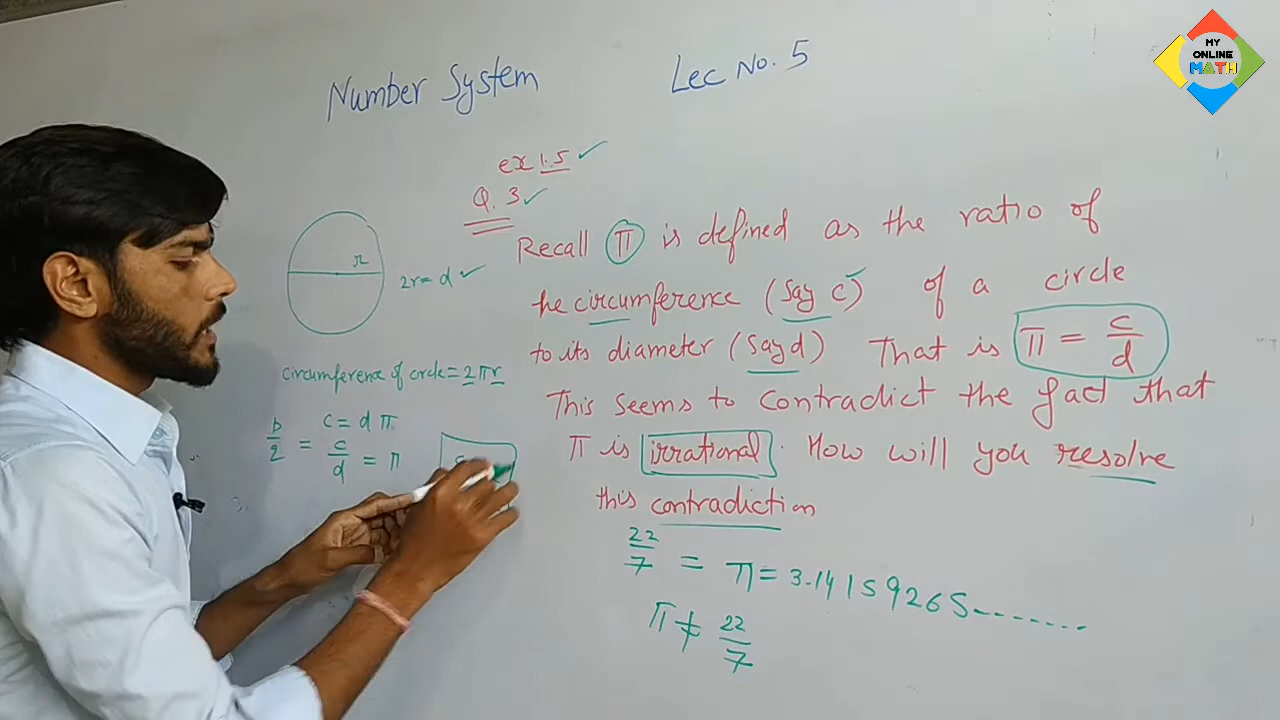 MY
ONLINE
MATH
Number System Lec No. 5
ex 1.5 ✓
Q. 3 ✓
Recall π is defined as the ratio of
he circumference (Say c) of a circle
to its diameter (Say d) That is π = c/d
This seems to contradict the fact that
π is irrational. How will you resolve
this contradiction
22/7 = π = 3.14159265-------
π ≠ 22/7
r
2r = d ✓
circumference of circle = 2πr
c = d π
= c/d = π